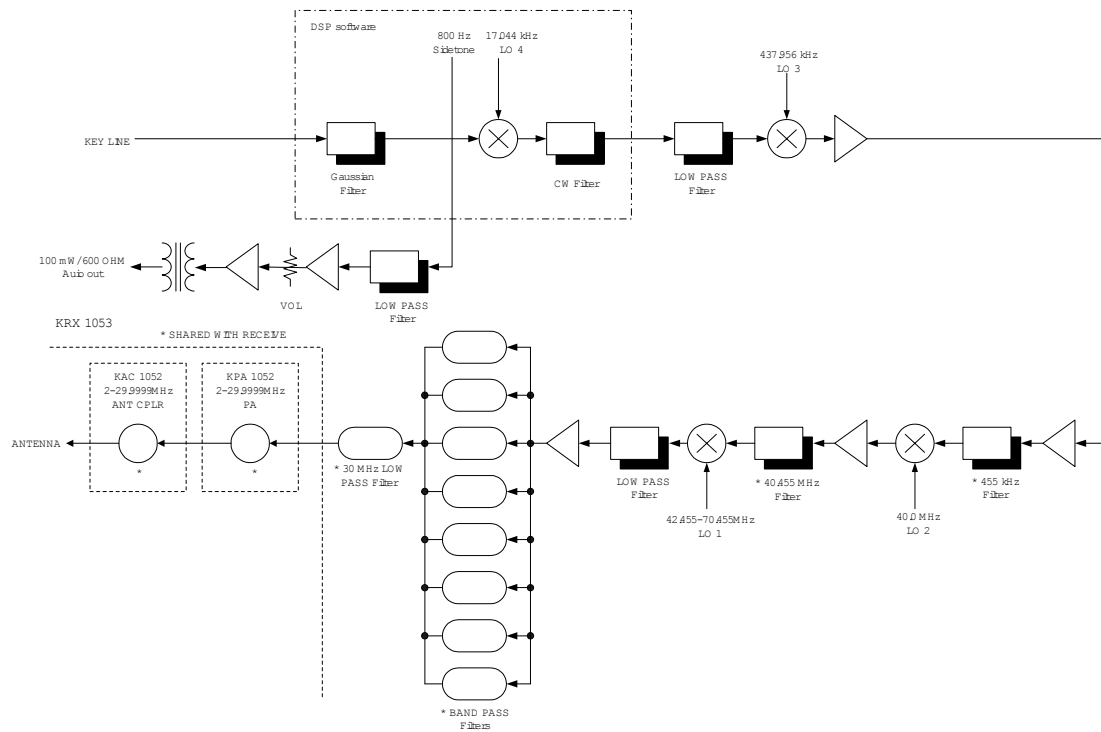 DSP software
800 Hz
Sidetone
17.044 kHz
LO 4
437.956 kHz
LO 3
KEY LINE
Gaussian
Filter
CW Filter
LOW PASS
Filter
100 mW/600 OHM
Auio out
VOL
LOW PASS
Filter
KRX 1053
* SHARED WITH RECEIVE
KAC 1052
2-29.9999MHz
ANT CPLR
KPA 1052
2-29.9999MHz
PA
ANTENNA
*
*
* 30 MHz LOW
PASS Filter
LOW PASS
Filter
* 40.455 MHz
Filter
* 455 kHz
Filter
42.455-70.455MHz
LO 1
40.0 MHz
LO 2
* BAND PASS
Filters